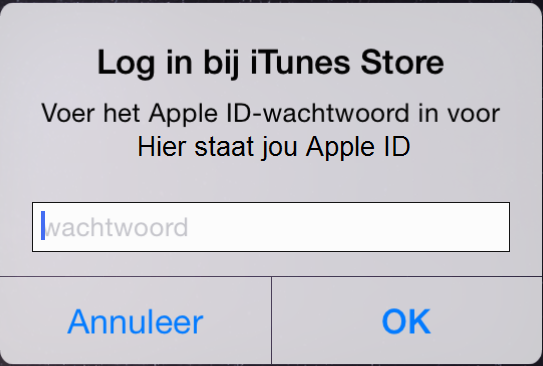 Log in bij iTunes Store
Voer het Apple ID-wachtwoord in voor
Hier staat jou Apple ID
wachtwoord
Annuleer
OK